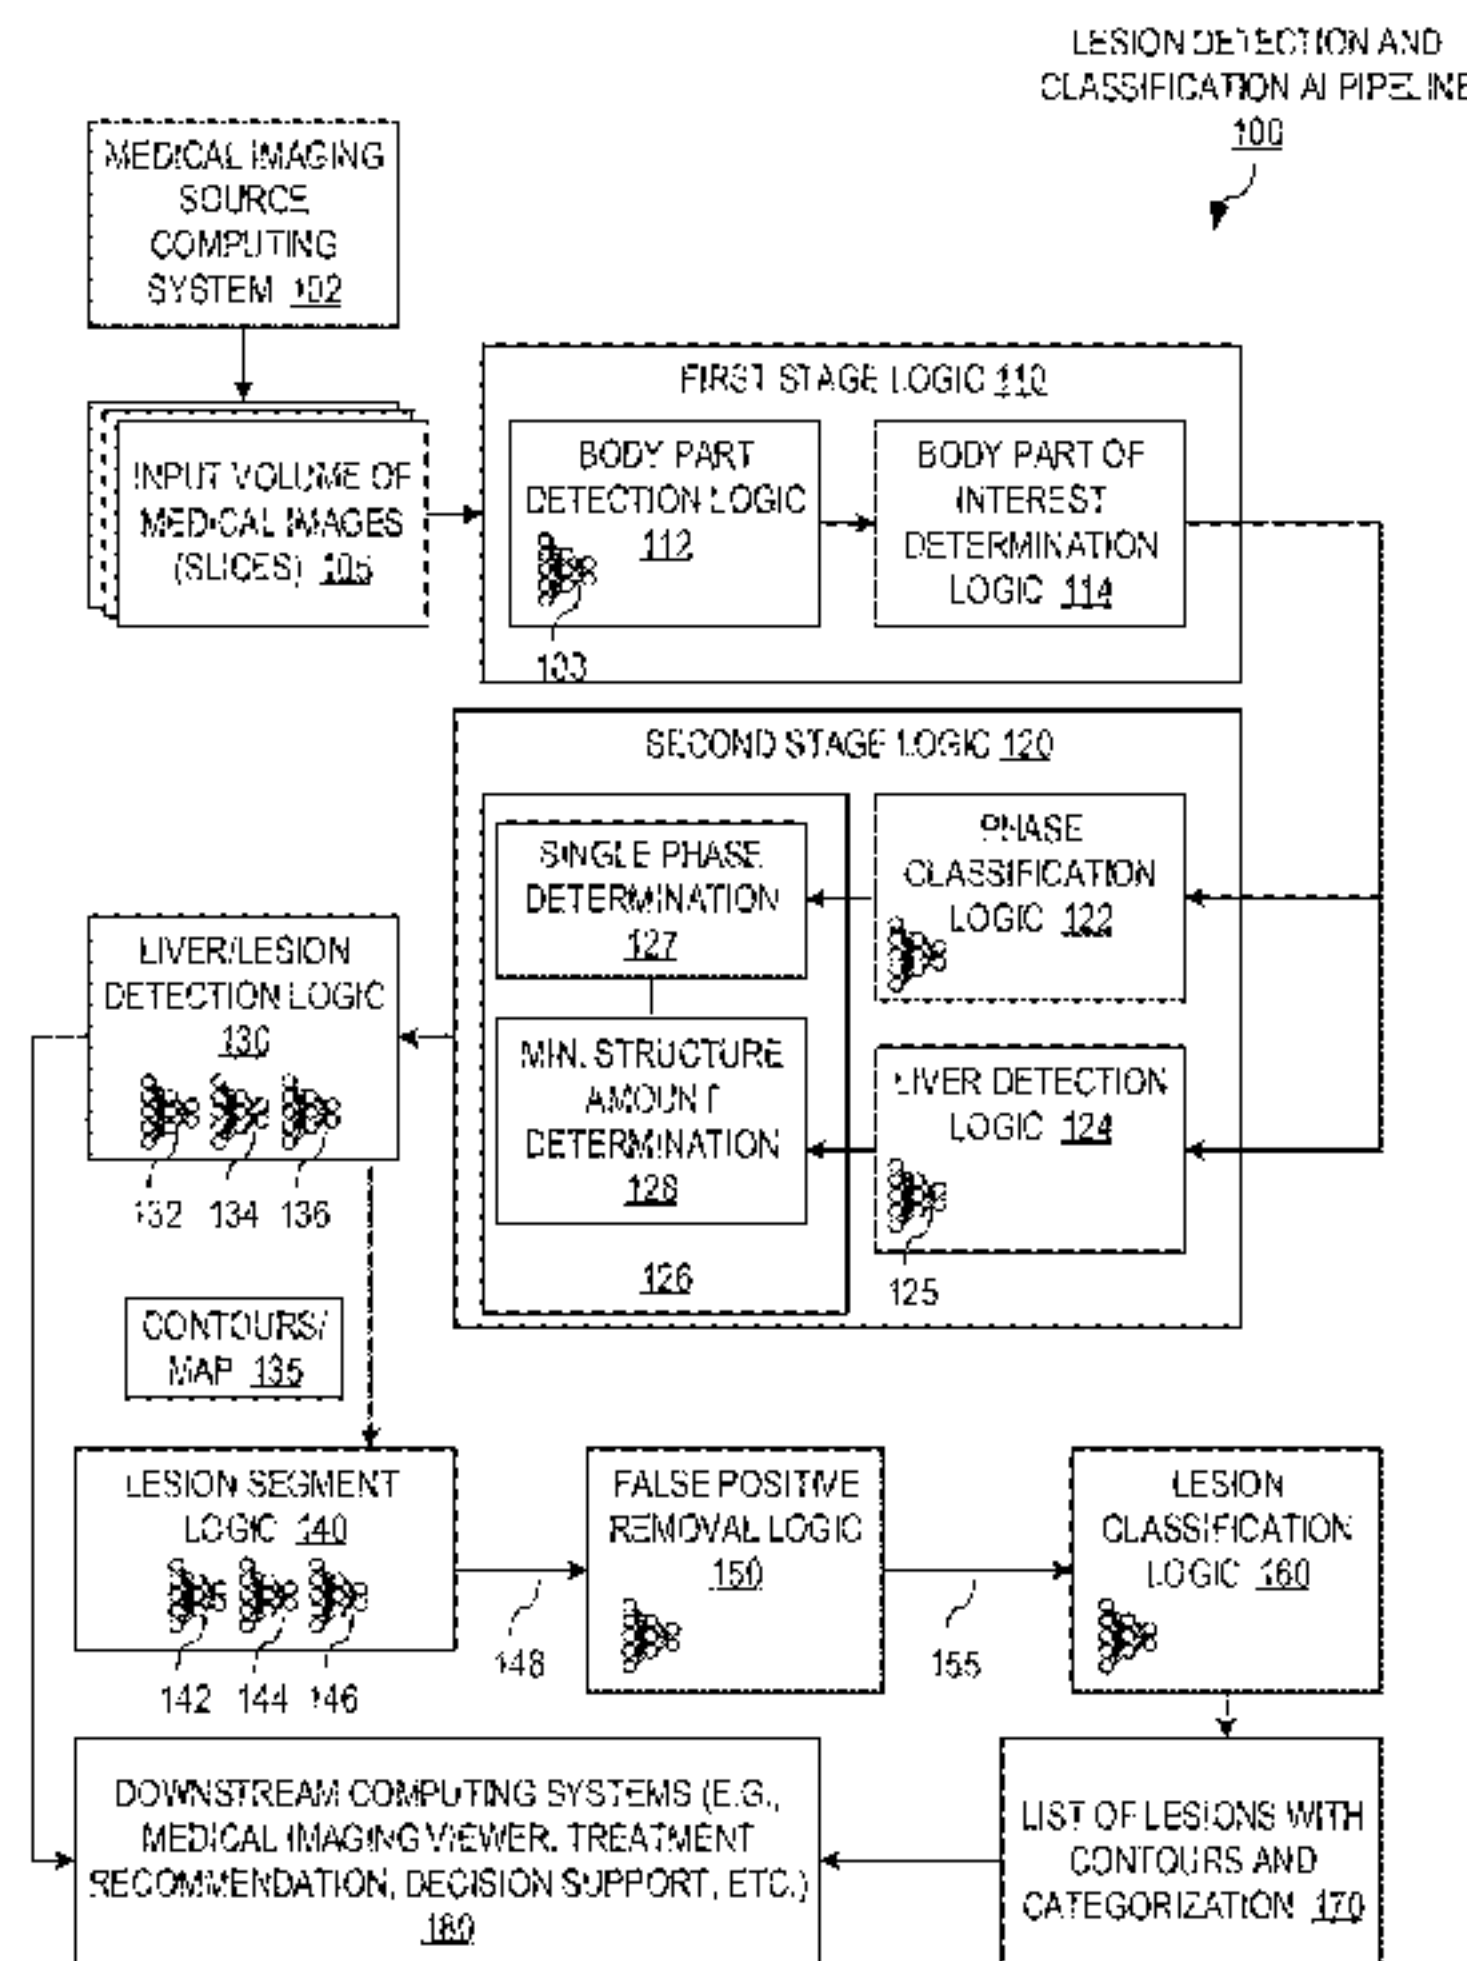 LESION DETECTION AND
CLASSIFICATION AI PIPELINE
100
MEDICAL IMAGING
SOURCE
COMPUTING
SYSTEM 102
INPUT VOLUME OF
MEDICAL IMAGES
(SLICES) 105
FIRST STAGE LOGIC 110
BODY PART
DETECTION LOGIC
112
103
BODY PART OF
INTEREST
DETERMINATION
LOGIC 114
SECOND STAGE LOGIC 120
SINGLE PHASE
DETERMINATION
127
PHASE
CLASSIFICATION
LOGIC 122
MIN. STRUCTURE
AMOUNT
DETERMINATION
128
126
LIVER DETECTION
LOGIC 124
125
LIVER/LESION
DETECTION LOGIC
130
132 134 136
CONTOURS/
MAP 135
LESION SEGMENT
LOGIC 140
142 144 146
148
FALSE POSITIVE
REMOVAL LOGIC
150
155
LESION
CLASSIFICATION
LOGIC 160
DOWNSTREAM COMPUTING SYSTEMS (E.G.,
MEDICAL IMAGING VIEWER, TREATMENT
RECOMMENDATION, DECISION SUPPORT, ETC.)
180
LIST OF LESIONS WITH
CONTOURS AND
CATEGORIZATION 170